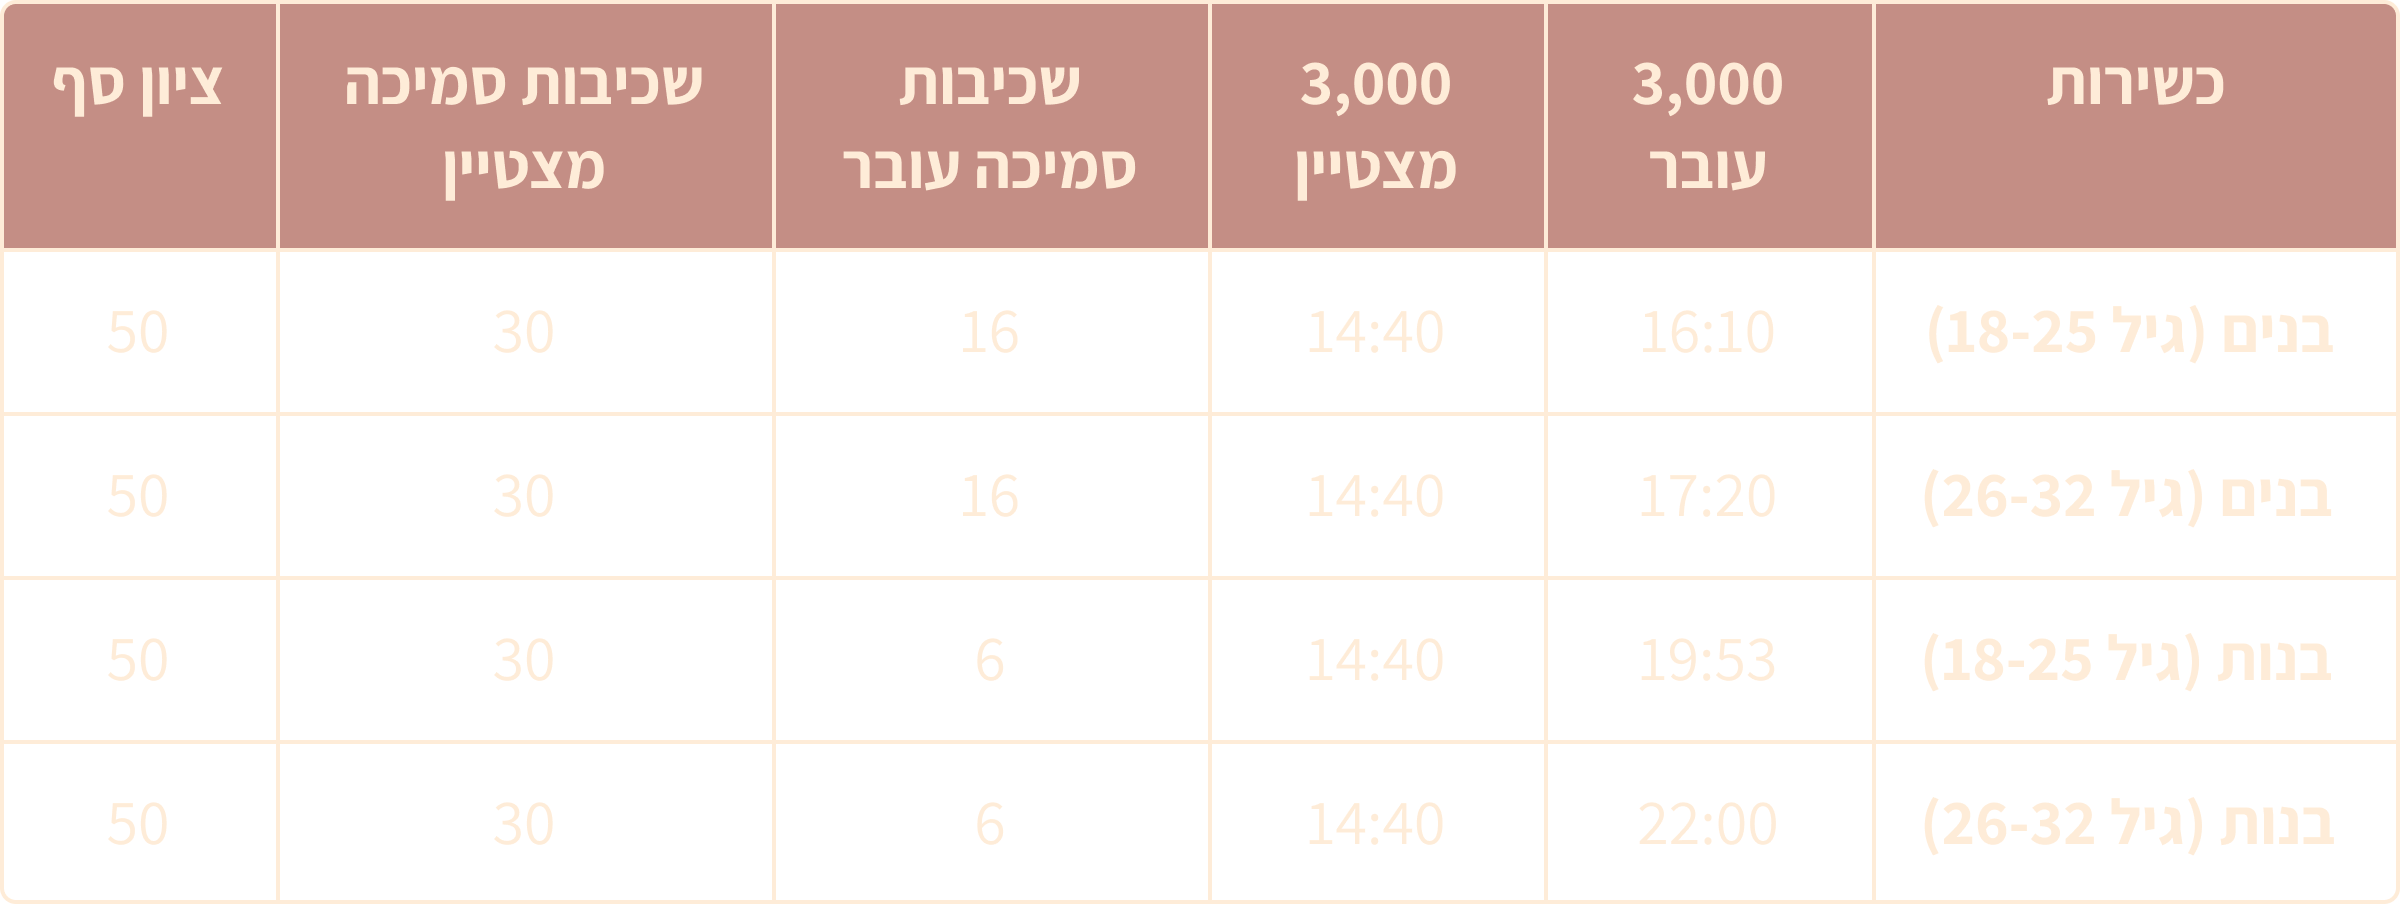 כשירות
3,000
עובר
3,000
מצטיין
שכיבות
סמיכה עובר
שכיבות סמיכה
מצטיין
ציון סף
בנים (גיל 18-25) 16:10 14:40 16 30 50
בנים (גיל 26-32) 17:20 14:40 16 30 50
בנות (גיל 18-25) 19:53 14:40 6 30 50
בנות (גיל 26-32) 22:00 14:40 6 30 50